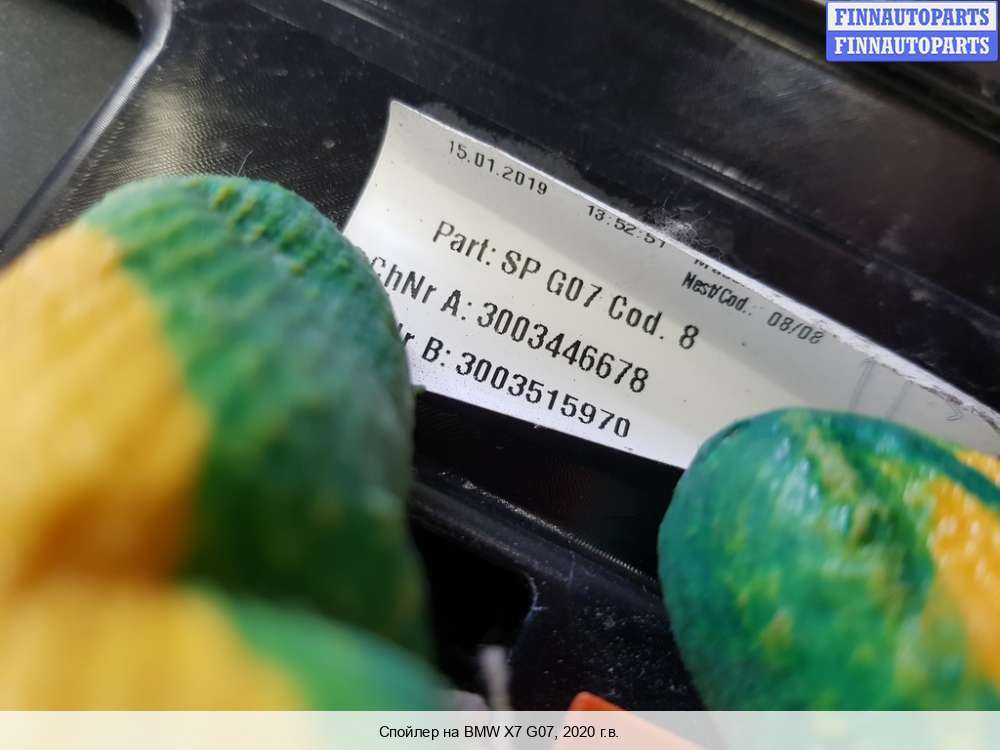 FINNAUTOPARTS
FINNAUTOPARTS
15.01.2019 13:52:51
Part: SP G07 Cod. 8
Nest/Cod.: 08/08
ChNr A: 3003446678
B: 3003515970
Спойлер на BMW X7 G07, 2020 г.в.